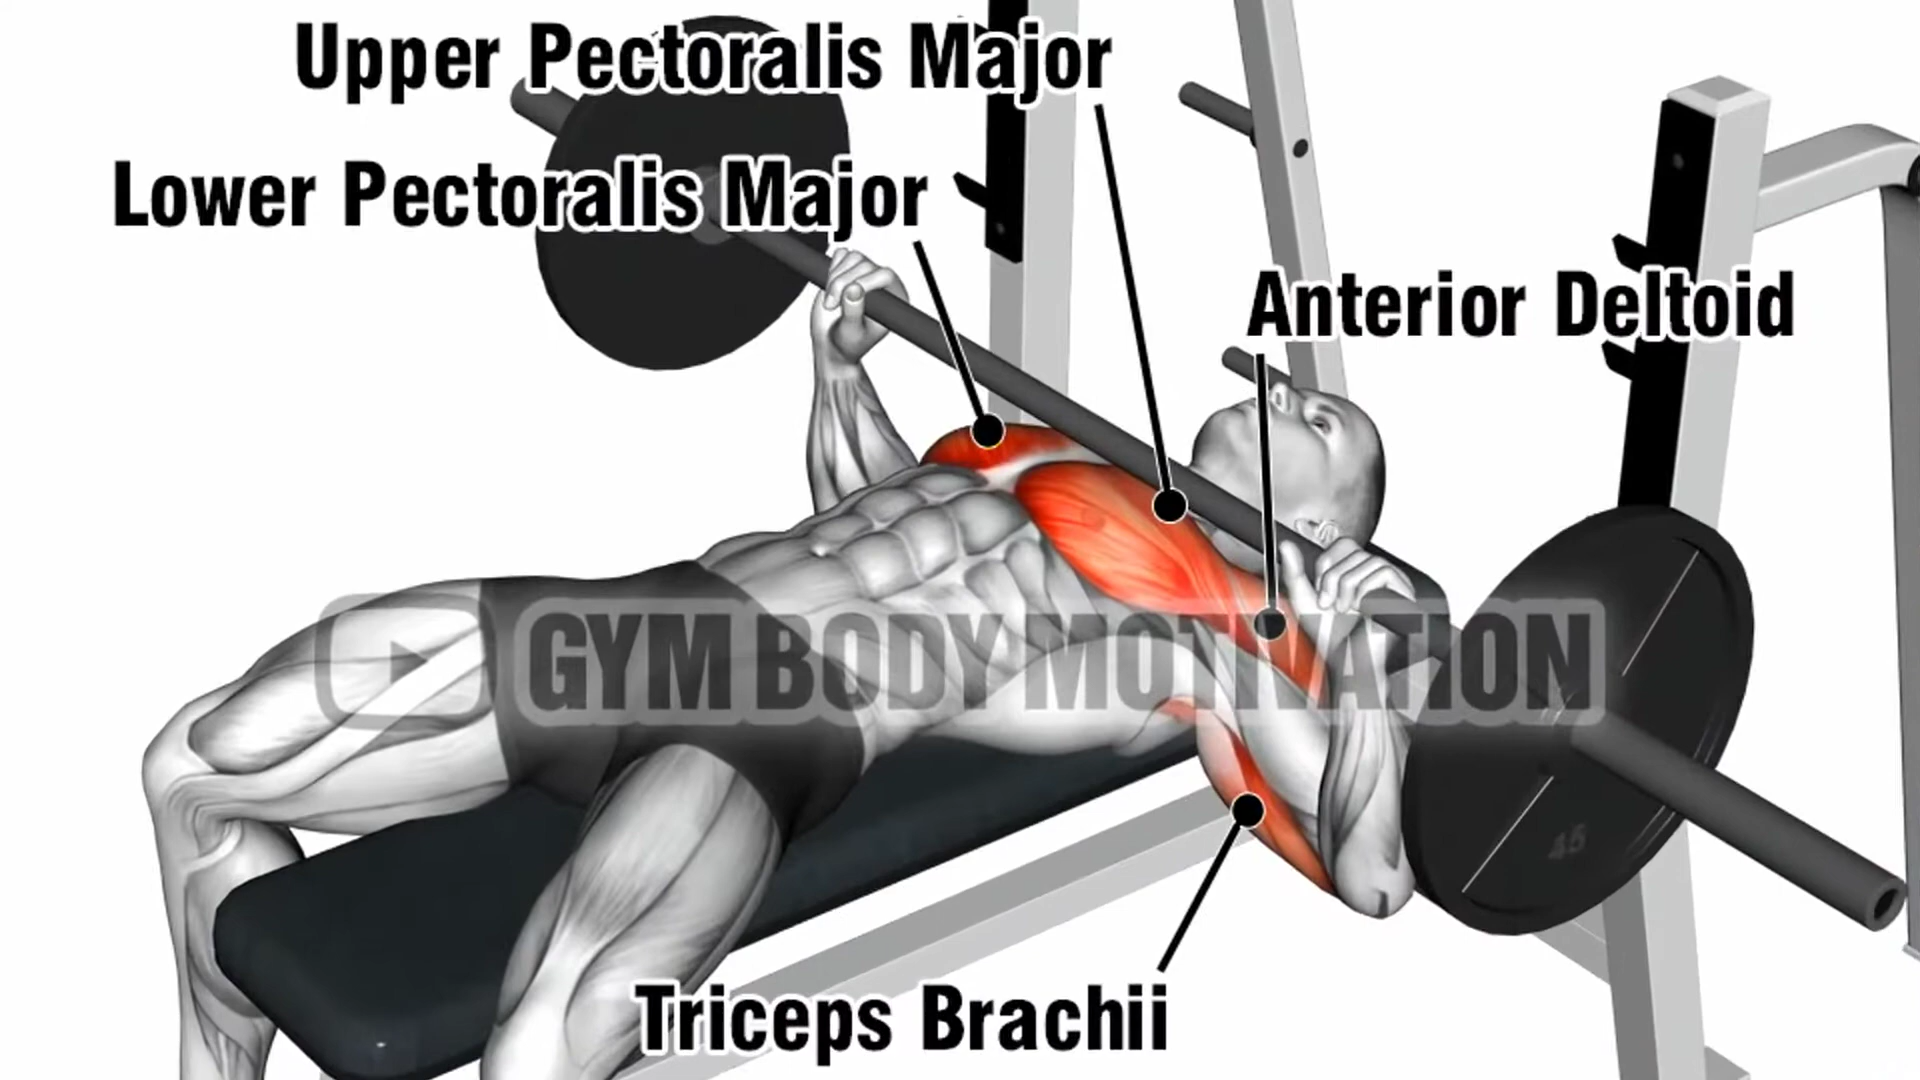 Upper Pectoralis Major
Lower Pectoralis Major
Anterior Deltoid
GYM BODY MOTIVATION
45
Triceps Brachii